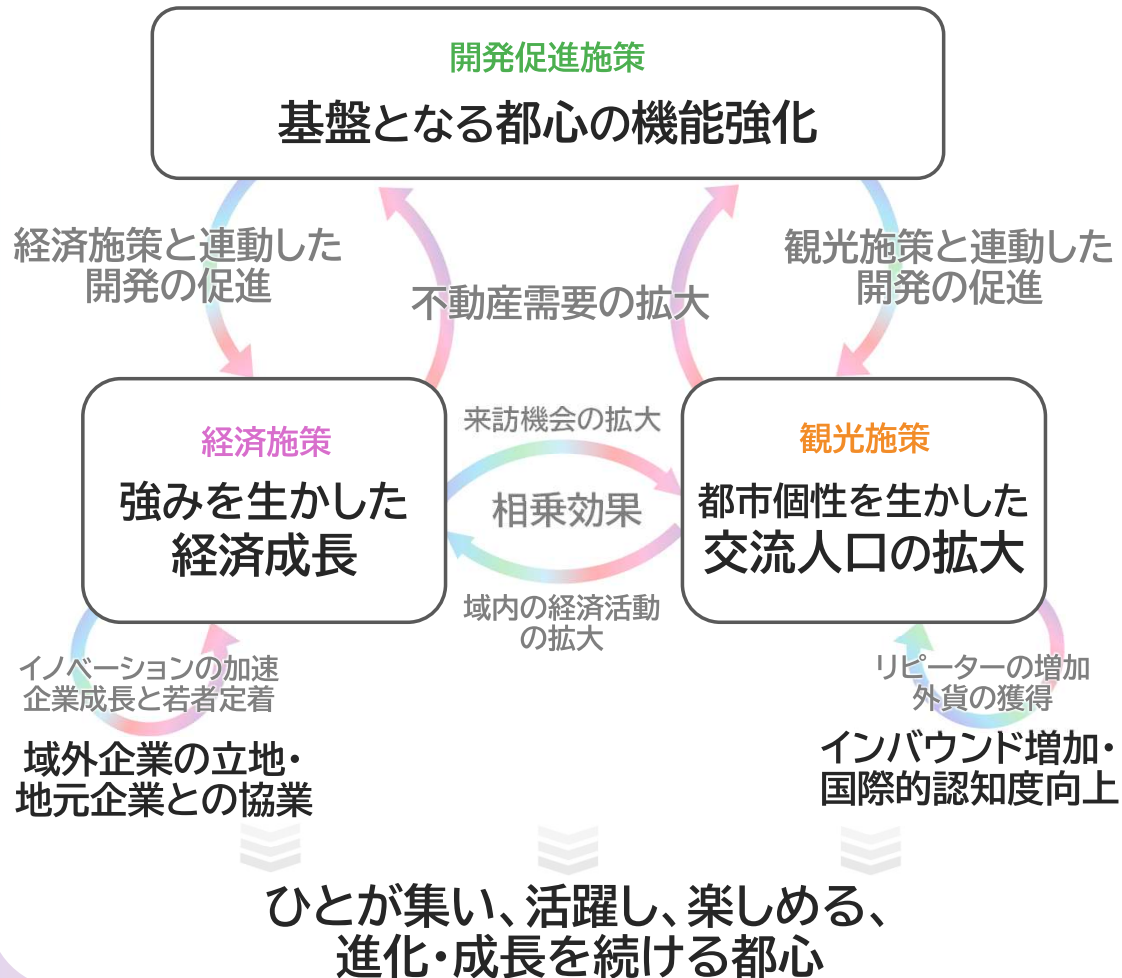 開発促進施策
基盤となる都心の機能強化
経済施策と連動した
開発の促進
不動産需要の拡大
観光施策と連動した
開発の促進
経済施策
強みを生かした
経済成長
来訪機会の拡大
相乗効果
域内の経済活動
の拡大
観光施策
都市個性を生かした
交流人口の拡大
イノベーションの加速
企業成長と若者定着
域外企業の立地・
地元企業との協業
リピーターの増加
外貨の獲得
インバウンド増加・
国際的認知度向上
ひとが集い、活躍し、楽しめる、
進化・成長を続ける都心